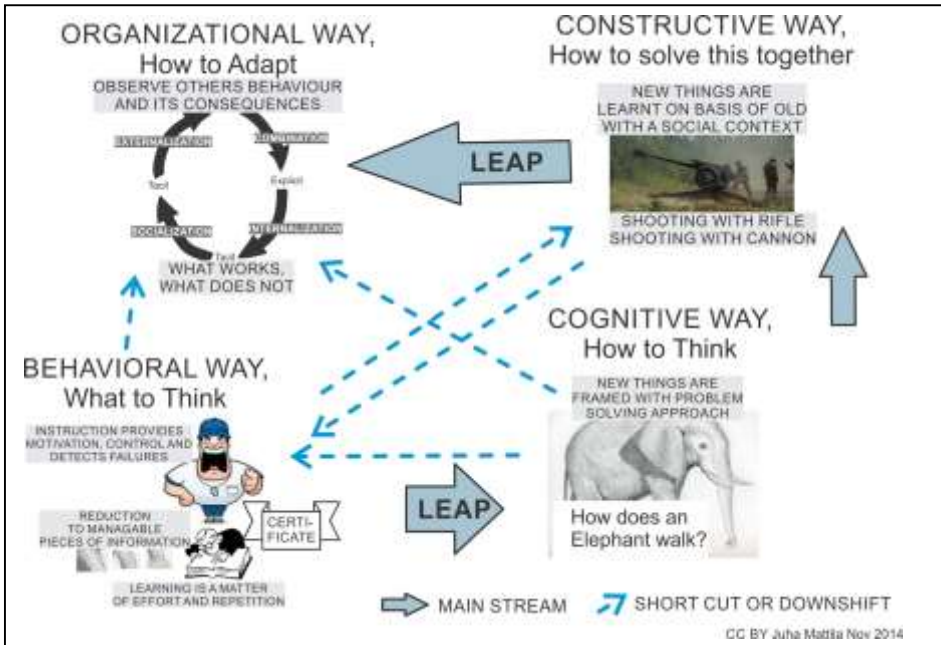 ORGANIZATIONAL WAY,
How to Adapt
OBSERVE OTHERS BEHAVIOUR
AND ITS CONSEQUENCES
EXTERNALIZATION
COMBINATION
Tacit
Explicit
SOCIALIZATION
INTERNALIZATION
Tacit
WHAT WORKS,
WHAT DOES NOT
CONSTRUCTIVE WAY,
How to solve this together
NEW THINGS ARE
LEARNT ON BASIS OF OLD
WITH A SOCIAL CONTEXT
SHOOTING WITH RIFLE
SHOOTING WITH CANNON
LEAP
BEHAVIORAL WAY,
What to Think
INSTRUCTION PROVIDES
MOTIVATION, CONTROL AND
DETECTS FAILURES
REDUCTION
TO MANAGABLE
PIECES OF INFORMATION
CERTI-
FICATE
LEARNING IS A MATTER
OF EFFORT AND REPETITION
LEAP
COGNITIVE WAY,
How to Think
NEW THINGS ARE
FRAMED WITH PROBLEM
SOLVING APPROACH
How does an
Elephant walk?
MAIN STREAM
SHORT CUT OR DOWNSHIFT
CC BY Juha Mattila Nov 2014